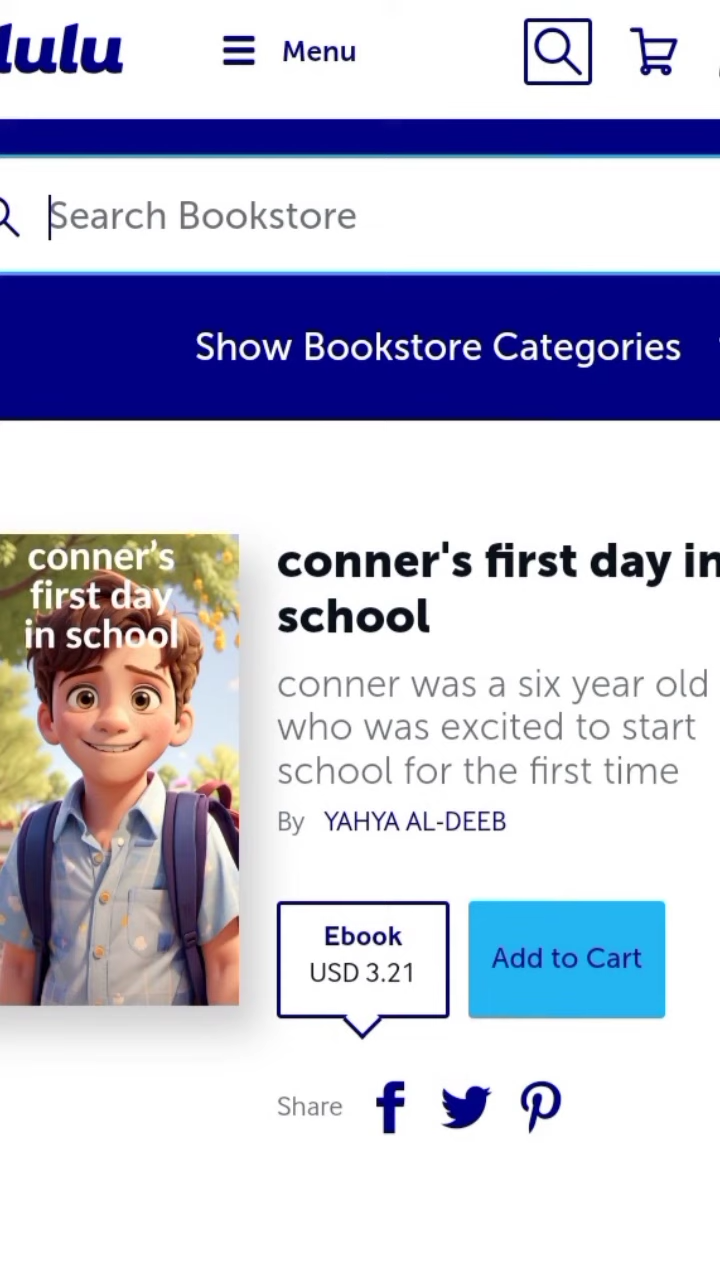 lulu
Menu
Search Bookstore
Show Bookstore Categories
conner's
first day
in school
conner's first day in
school
conner was a six year old
who was excited to start
school for the first time
By YAHYA AL-DEEB
Ebook
USD 3.21
Add to Cart
Share